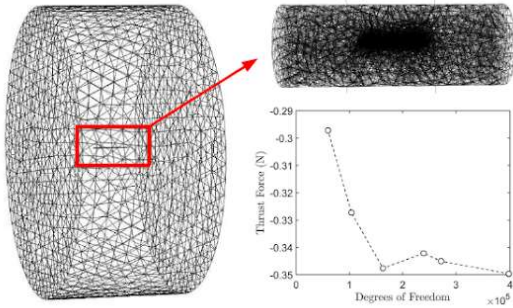 -0.29
-0.3
-0.31
-0.32
-0.33
-0.34
-0.35
Thrust Force (N)
0 1 2 3 4
Degrees of Freedom
×10⁵